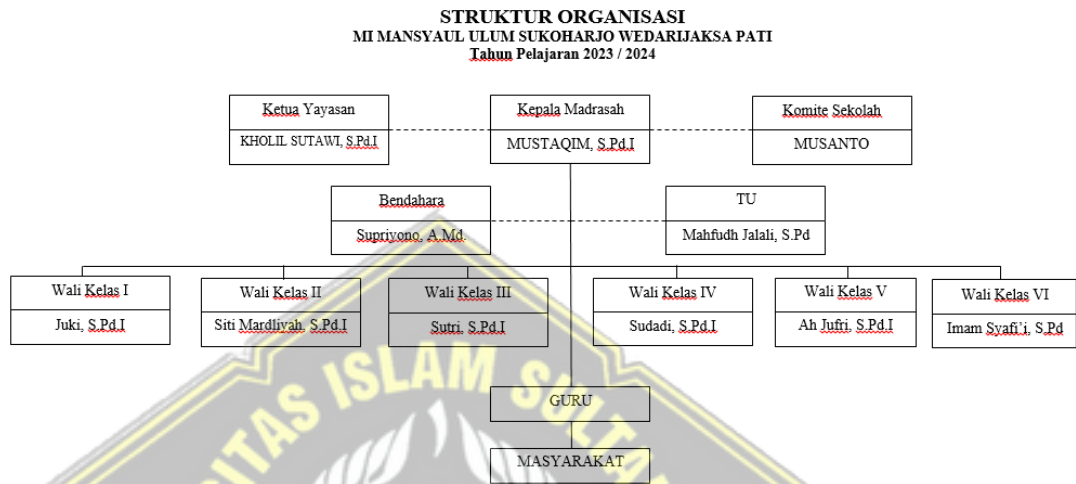 STRUKTUR ORGANISASI
MI MANSYAUL ULUM SUKOHARJO WEDARIJAKSA PATI
Tahun Pelajaran 2023 / 2024
Ketua Yayasan
KHOLIL SUTAWI, S.Pd.I
Kepala Madrasah
MUSTAQIM, S.Pd.I
Komite Sekolah
MUSANTO
Bendahara
Supriyono, A.Md.
TU
Mahfudh Jalali, S.Pd
Wali Kelas I
Juki, S.Pd.I
Wali Kelas II
Siti Mardliyah, S.Pd.I
Wali Kelas III
Sutri, S.Pd.I
Wali Kelas IV
Sudadi, S.Pd.I
Wali Kelas V
Ah Jufri, S.Pd.I
Wali Kelas VI
Imam Syafi’i, S.Pd
GURU
MASYARAKAT
ISLAM SULTAN